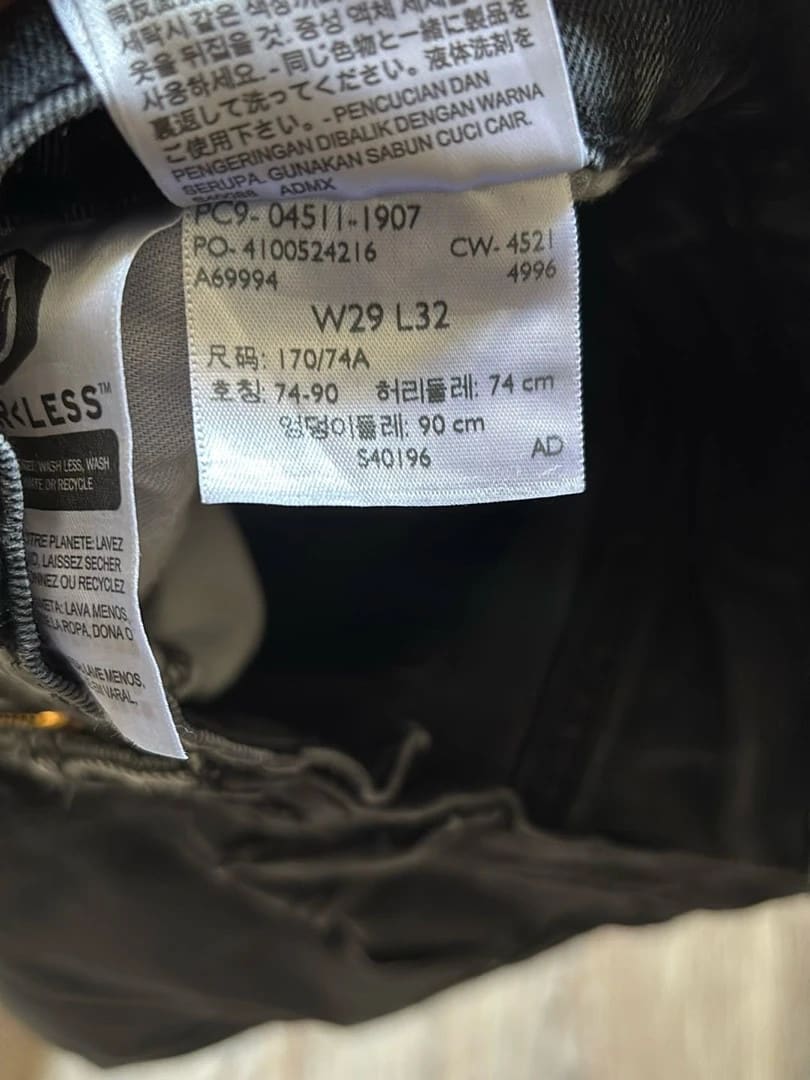 세탁시 같은 색상
옷을 뒤집을 것. 중성 액체 세제를
사용하세요. - 同じ色物と一緒に製品を
裏返して洗ってください。液体洗剤を
ご使用下さい。- PENCUCIAN DAN
PENGERINGAN DIBALIK DENGAN WARNA
SERUPA. GUNAKAN SABUN CUCI CAIR.
ADMX
PC9- 04511-1907
PO- 4100524216 CW- 4521
A69994 4996
W29 L32
尺码: 170/74A
호칭: 74-90 허리둘레: 74 cm
엉덩이둘레: 90 cm
S40196 AD
R<LESS™
WASH LESS, WASH
OR RECYCLE
PLANETE: LAVEZ
LAISSEZ SECHER
OU RECYCLEZ
LAVA MENOS,
LA ROPA, DONA O
LAVE MENOS,
VARAL,